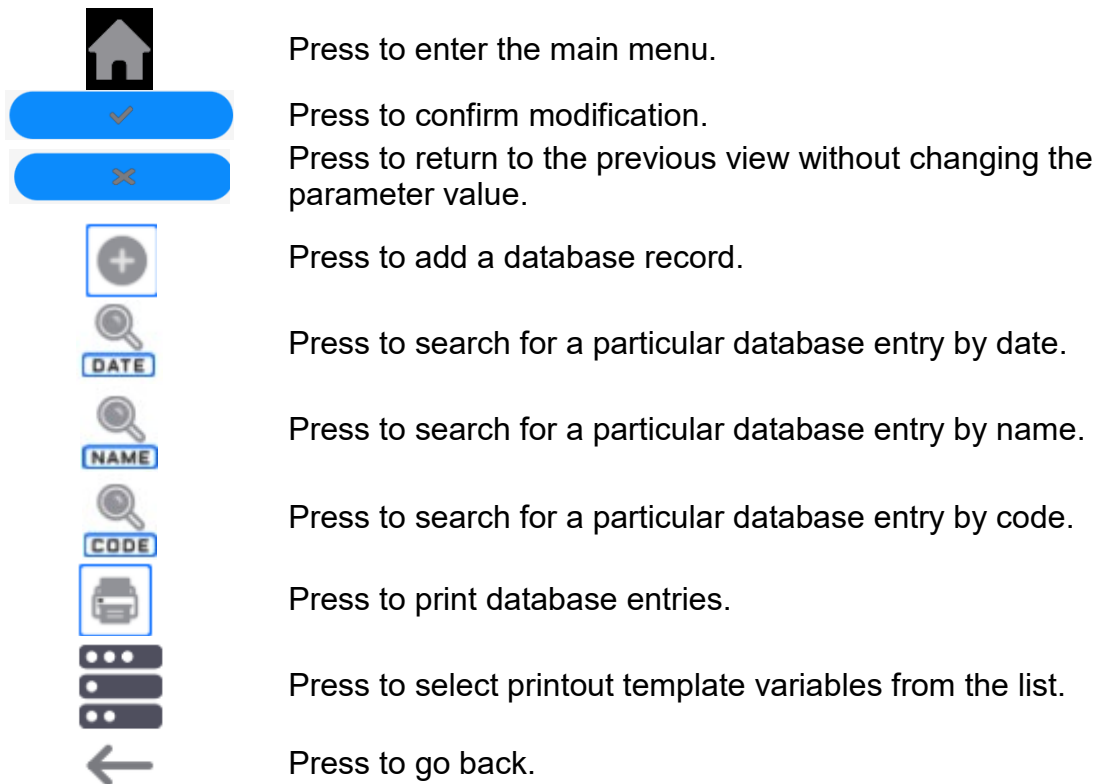 Press to enter the main menu.
Press to confirm modification.
Press to return to the previous view without changing the
parameter value.
Press to add a database record.
DATE
Press to search for a particular database entry by date.
NAME
Press to search for a particular database entry by name.
CODE
Press to search for a particular database entry by code.
Press to print database entries.
Press to select printout template variables from the list.
Press to go back.